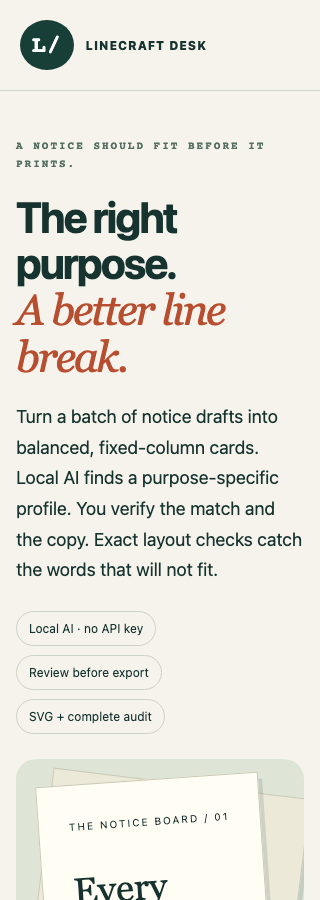 L/
LINECRAFT DESK
A NOTICE SHOULD FIT BEFORE IT
PRINTS.
The right
purpose.
A better line
break.
Turn a batch of notice drafts into
balanced, fixed-column cards.
Local AI finds a purpose-specific
profile. You verify the match and
the copy. Exact layout checks catch
the words that will not fit.
Local AI · no API key
Review before export
SVG + complete audit
THE NOTICE BOARD / 01
Every